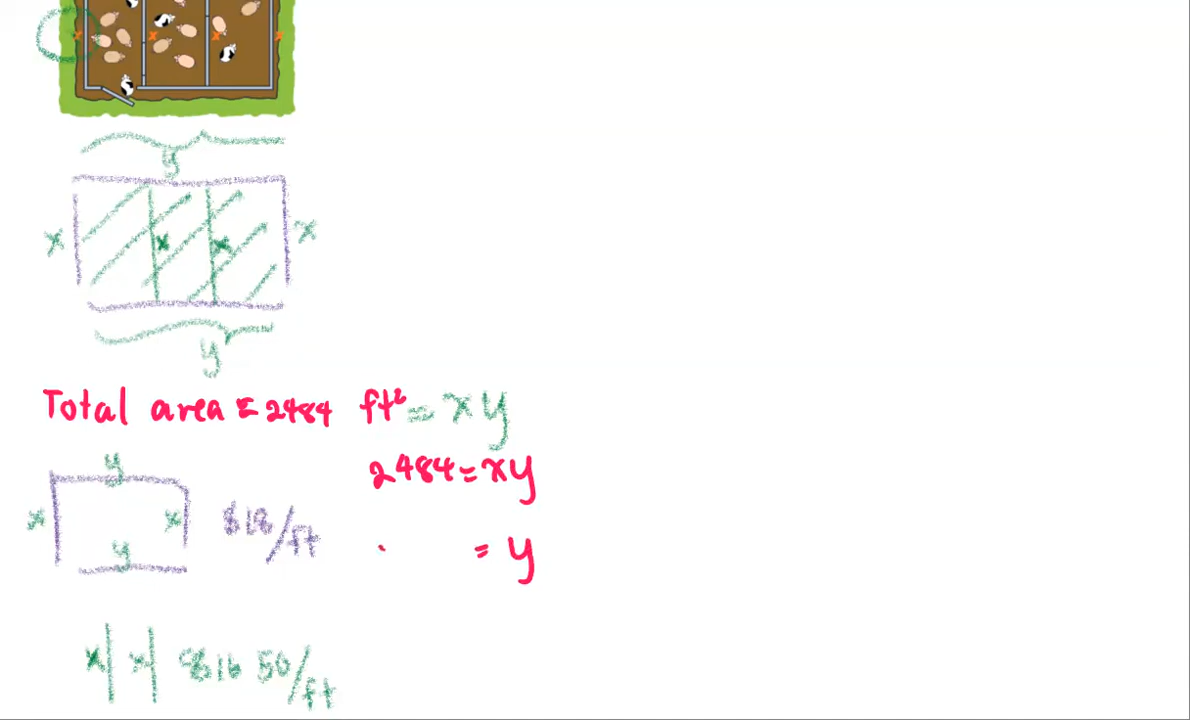 y
x x x x
y
Total area = 2484 ft² = xy
2484 = xy
y
x x $18/ft
y
= y
x x $16 50/ft